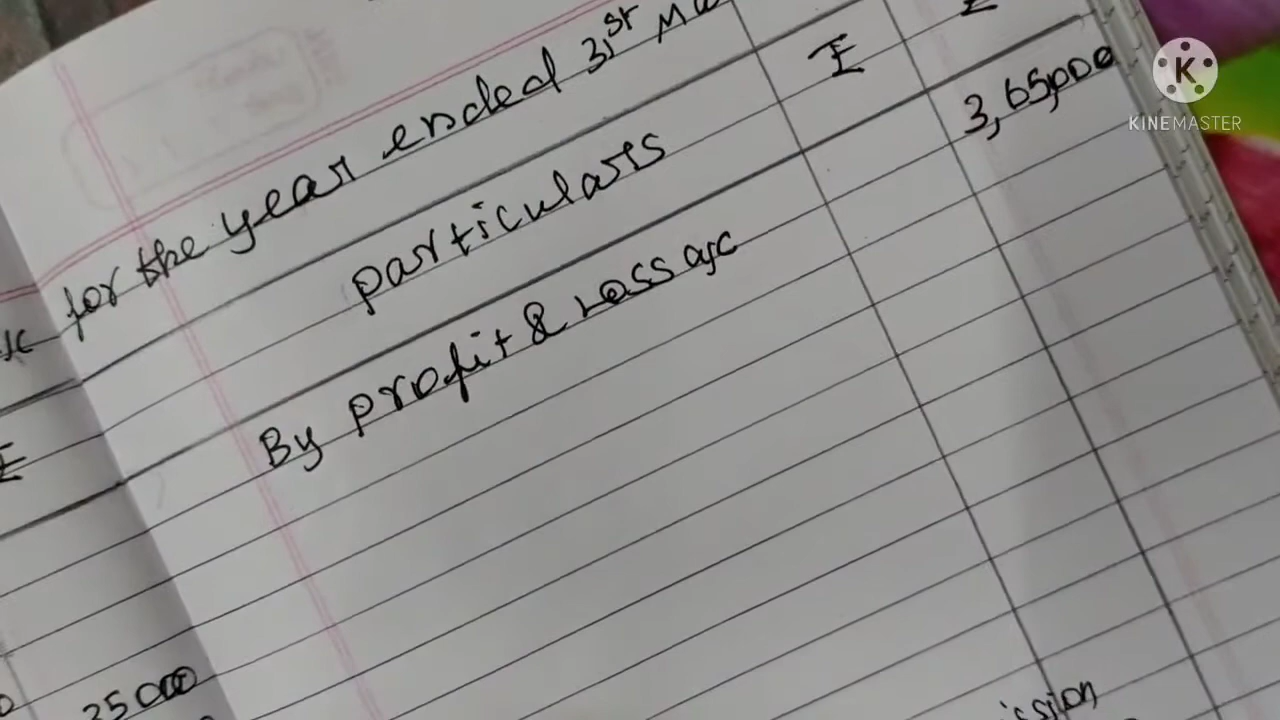 for the year ended 31st
particulars
₹
By profit & Loss a/c
3,65,000
35000
KINEMASTER